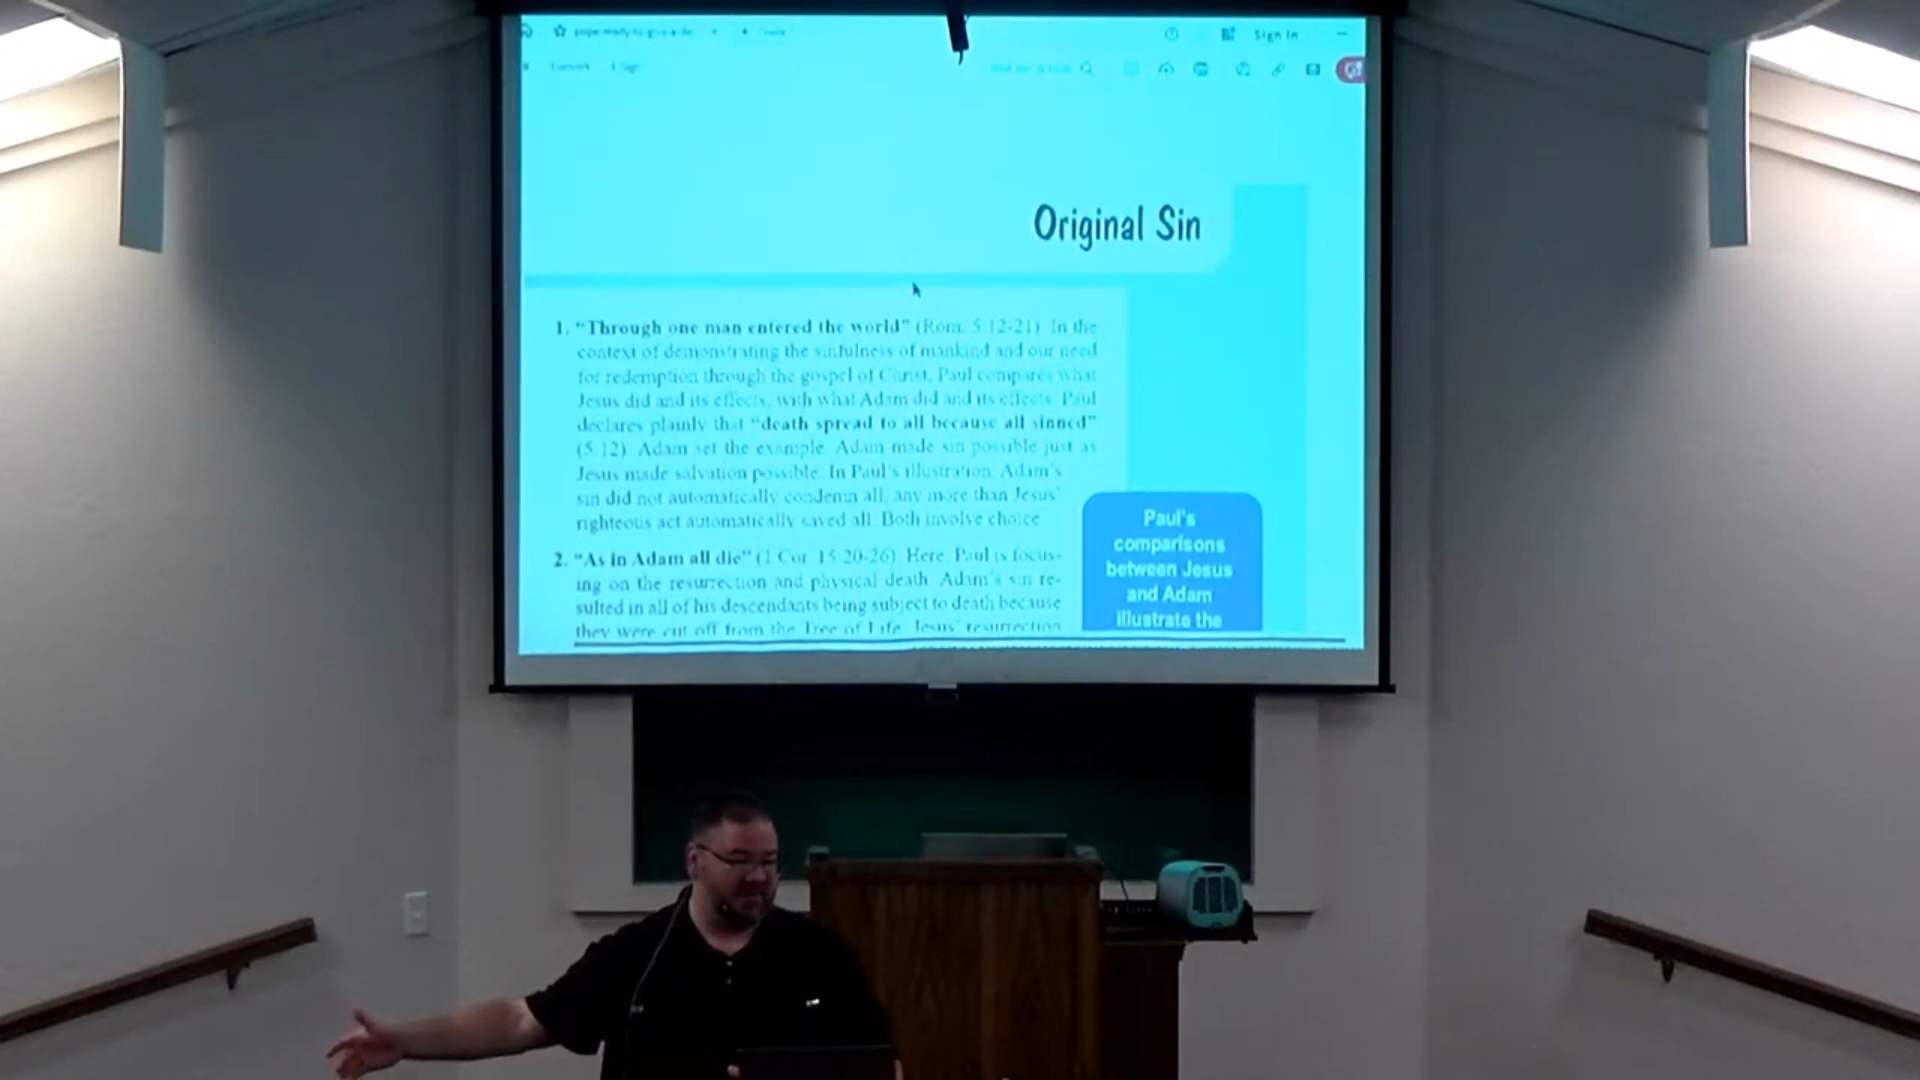 pope ready to give a de...
Sign in
Convert E-Sign
Original Sin
1. "Through one man entered the world" (Rom. 5:12-21). In the
context of demonstrating the sinfulness of mankind and our need
for redemption through the gospel of Christ, Paul compares what
Jesus did and its effects, with what Adam did and its effects. Paul
declares plainly that "death spread to all because all sinned"
(5:12). Adam set the example. Adam made sin possible just as
Jesus made salvation possible. In Paul's illustration, Adam's
sin did not automatically condemn all, any more than Jesus'
righteous act automatically saved all. Both involve choice.
2. "As in Adam all die" (1 Cor. 15:20-26). Here, Paul is focus-
ing on the resurrection and physical death. Adam's sin re-
sulted in all of his descendants being subject to death because
they were cut off from the Tree of Life. Jesus' resurrection
Paul's
comparisons
between Jesus
and Adam
illustrate the